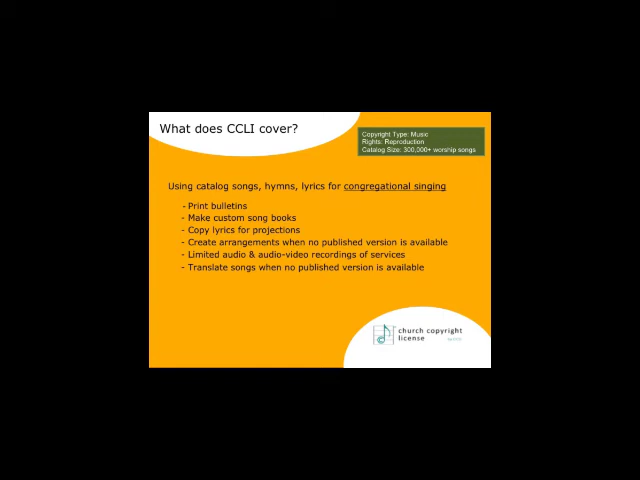 What does CCLI cover?
Copyright Type: Music
Rights: Reproduction
Catalog Size: 300,000+ worship songs
Using catalog songs, hymns, lyrics for congregational singing
- Print bulletins
- Make custom song books
- Copy lyrics for projections
- Create arrangements when no published version is available
- Limited audio & audio-video recordings of services
- Translate songs when no published version is available
church copyright
license